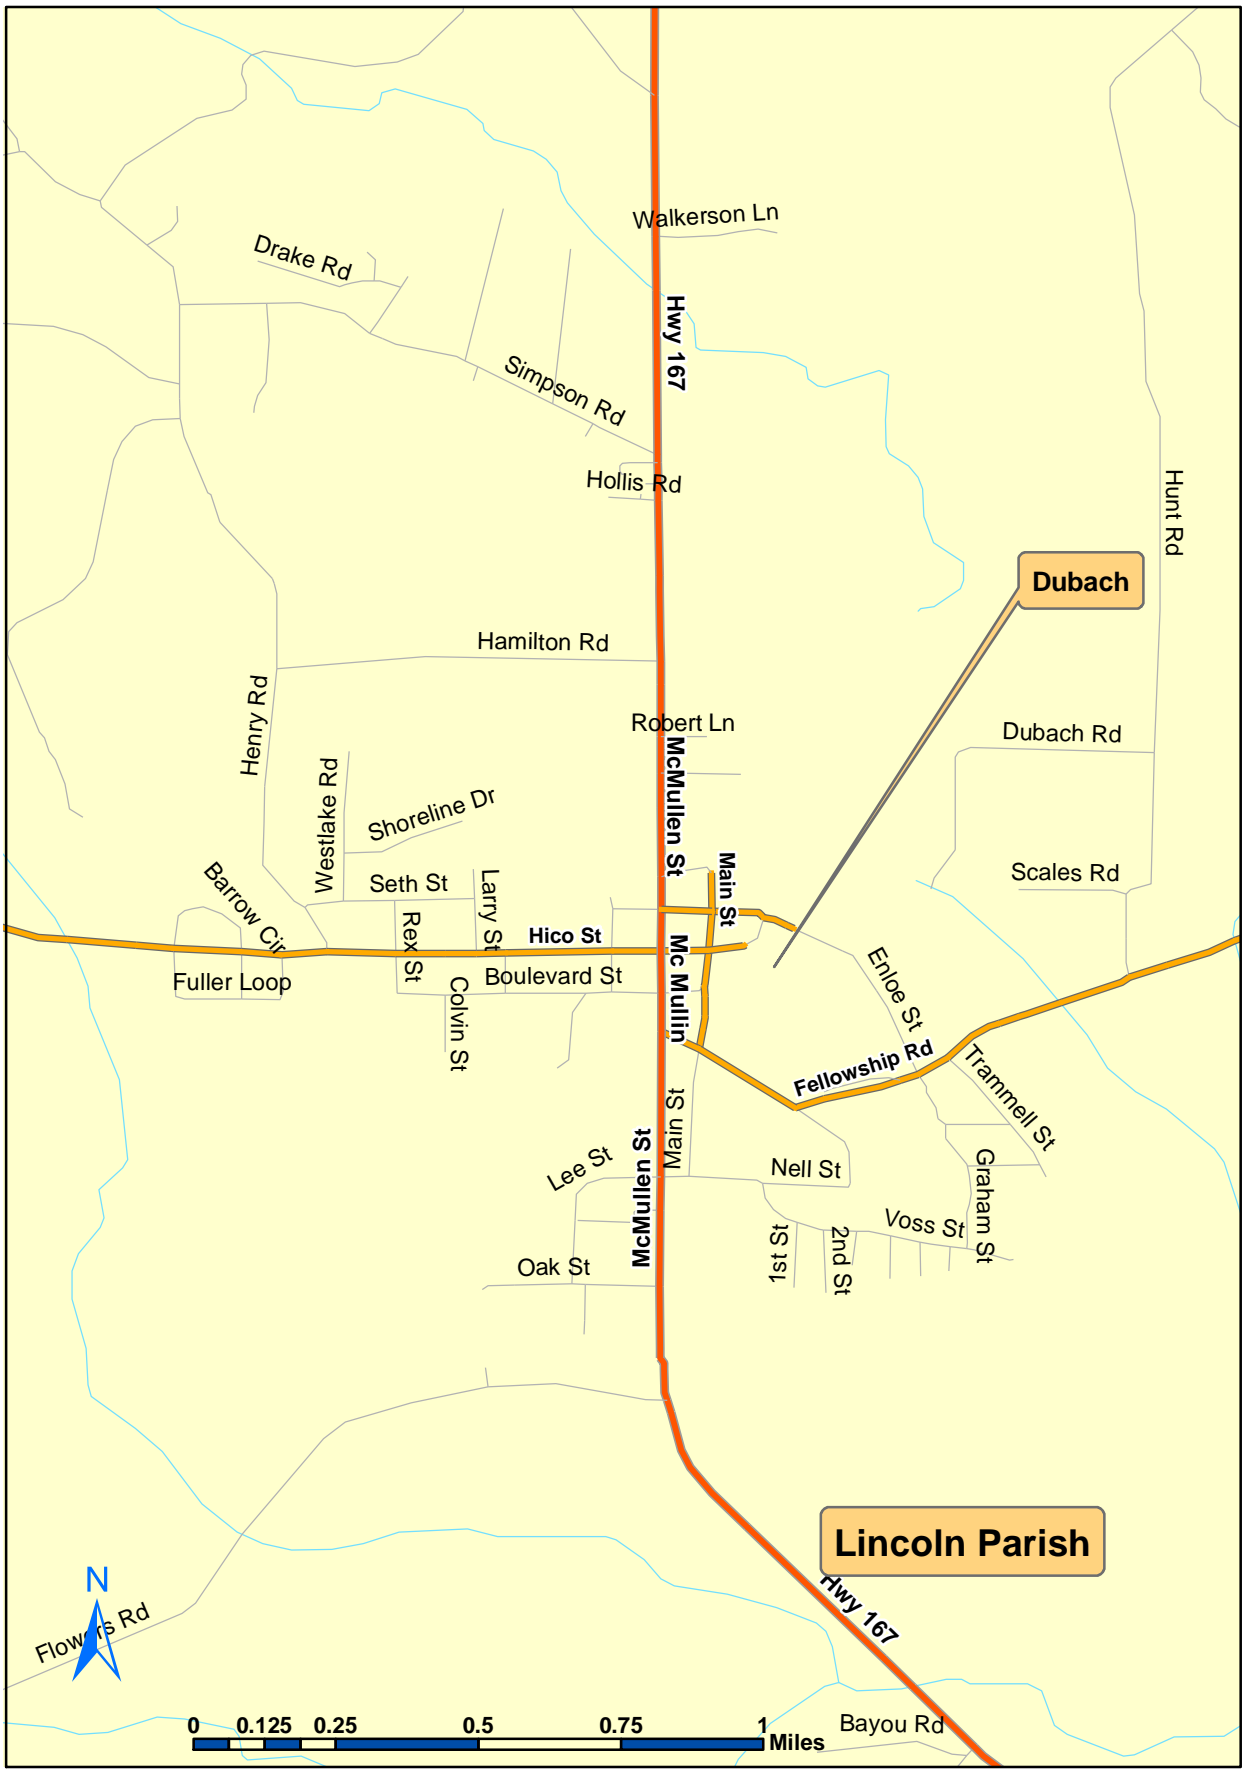 Walkerson Ln
Drake Rd
Hwy 167
Simpson Rd
Hollis Rd
Hunt Rd
Dubach
Hamilton Rd
Henry Rd
Robert Ln
Dubach Rd
McMullen St
Westlake Rd
Shoreline Dr
Main St
Barrow Cir
Seth St
Larry St
Scales Rd
Rex St
Hico St
Mc Mullin
Enloe St
Fuller Loop
Boulevard St
Colvin St
Fellowship Rd
Trammell St
Main St
McMullen St
Lee St
Nell St
Graham St
Voss St
1st St
2nd St
Oak St
Lincoln Parish
Hwy 167
N
Flowers Rd
Bayou Rd
0 0.125 0.25 0.5 0.75 1
Miles